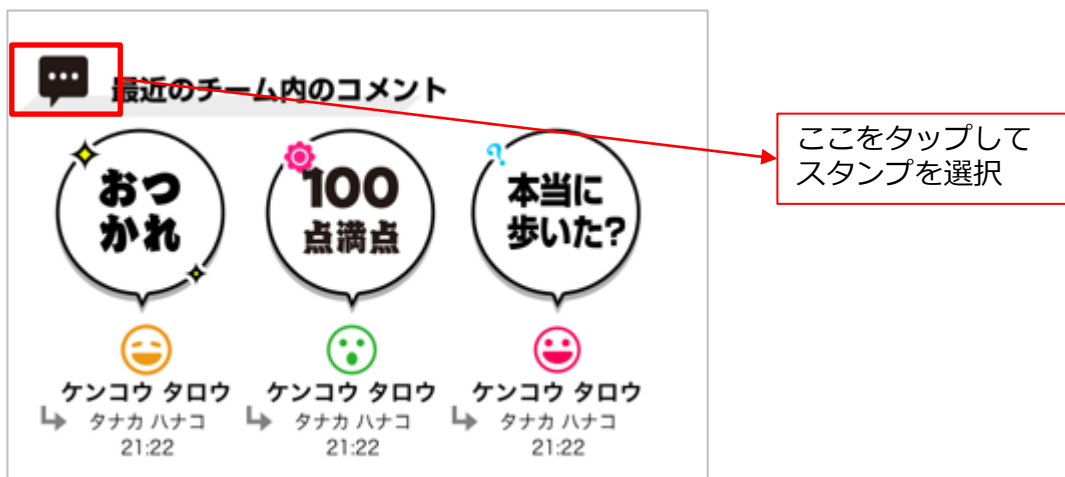 最近のチーム内のコメント
ここをタップして
スタンプを選択
おつ
かれ
100
点満点
本当に
歩いた?
ケンコウ タロウ
タナカ ハナコ
21:22
ケンコウ タロウ
タナカ ハナコ
21:22
ケンコウ タロウ
タナカ ハナコ
21:22